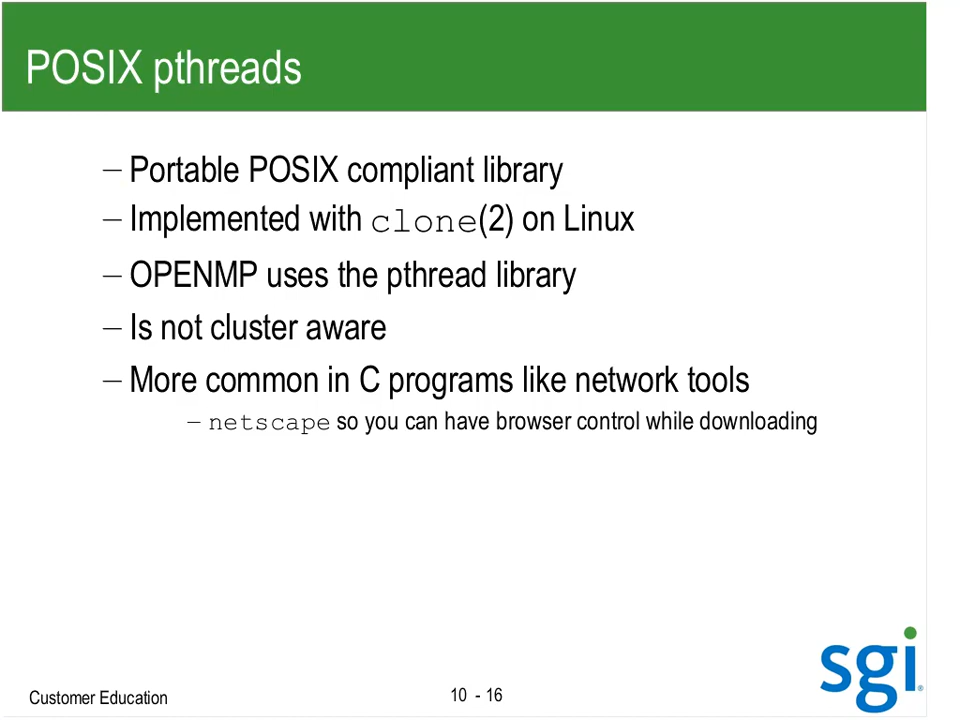 POSIX pthreads
– Portable POSIX compliant library
– Implemented with clone(2) on Linux
– OPENMP uses the pthread library
– Is not cluster aware
– More common in C programs like network tools
– netscape so you can have browser control while downloading
sgi®
Customer Education
10 - 16